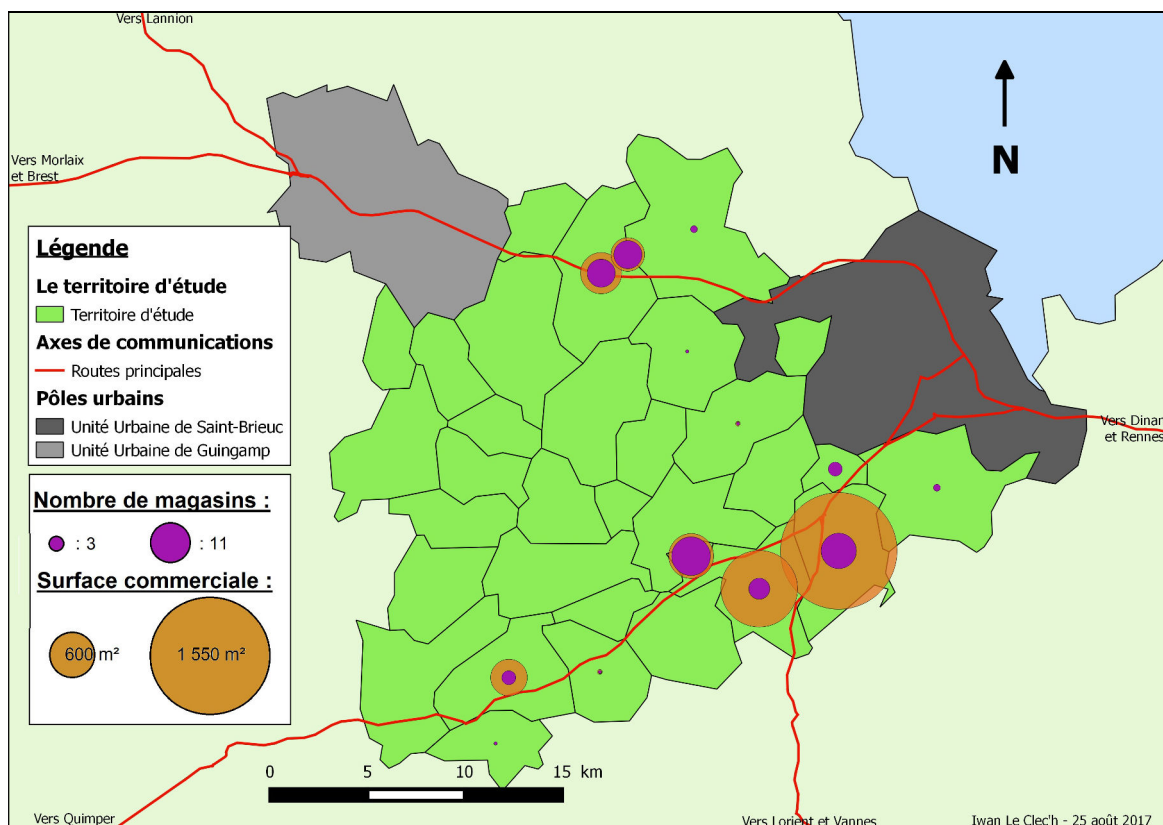 Vers Lannion
Vers Morlaix
et Brest
N
Légende
Le territoire d'étude
Territoire d'étude
Axes de communications
Routes principales
Pôles urbains
Unité Urbaine de Saint-Brieuc
Unité Urbaine de Guingamp
Vers Dinan
et Rennes
Nombre de magasins :
: 3
: 11
Surface commerciale :
600 m²
1 550 m²
0 5 10 15 km
Vers Quimper
Vers Lorient et Vannes
Iwan Le Clec'h - 25 août 2017